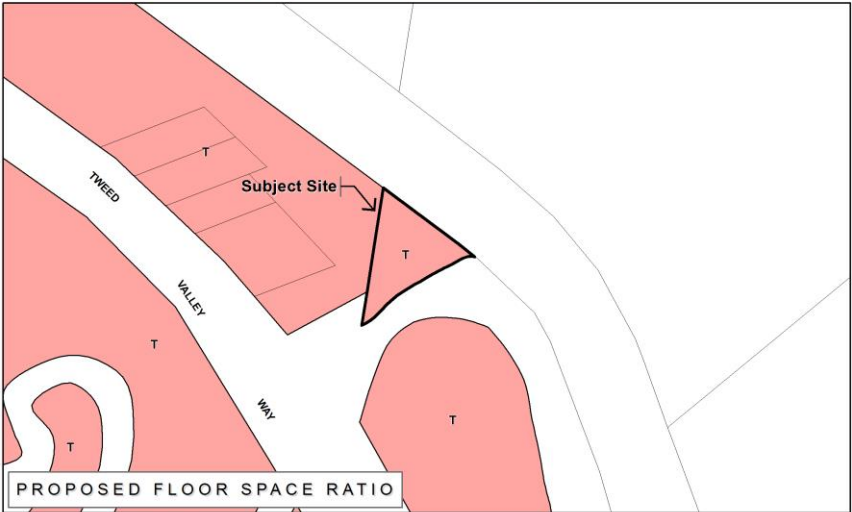 T
TWEED
Subject Site
T
VALLEY
T
WAY
T
T
PROPOSED FLOOR SPACE RATIO